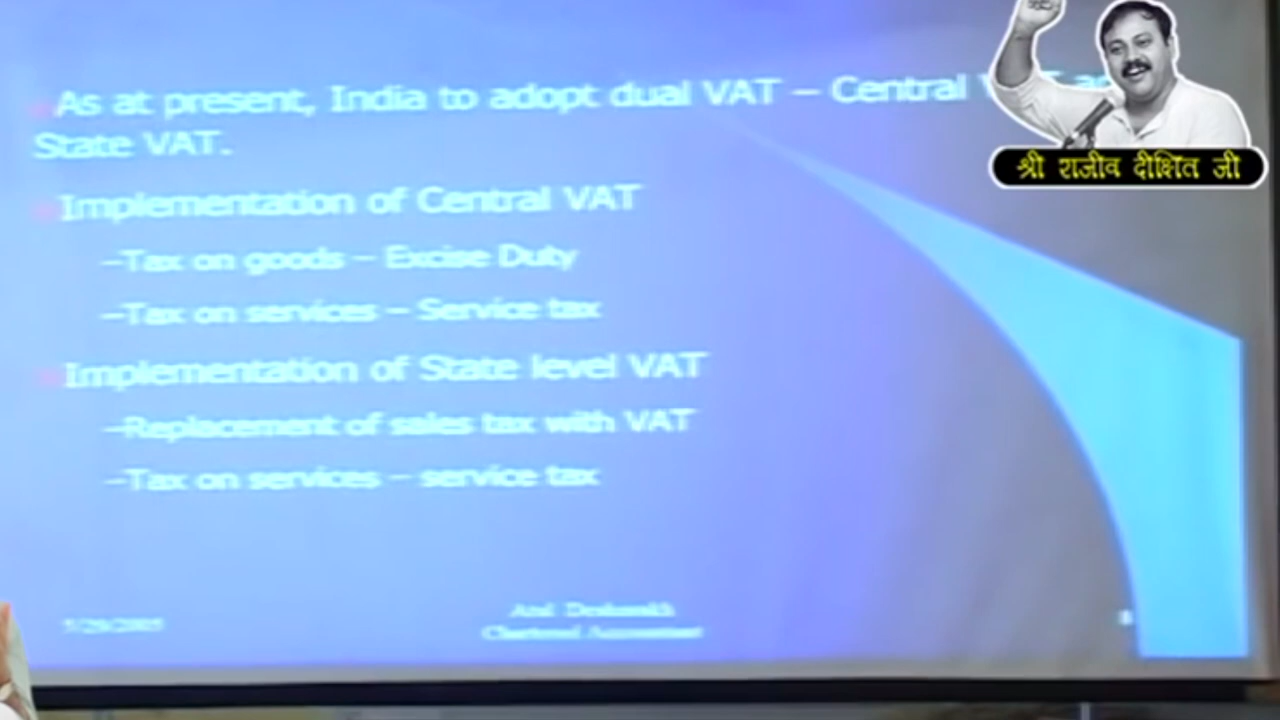 As at present, India to adopt dual VAT – Central
State VAT.
Implementation of Central VAT
–Tax on goods – Excise Duty
–Tax on services – Service tax
Implementation of State level VAT
–Replacement of sales tax with VAT
–Tax on services – service tax
Chartered Accountant
श्री राजीव दीक्षित जी